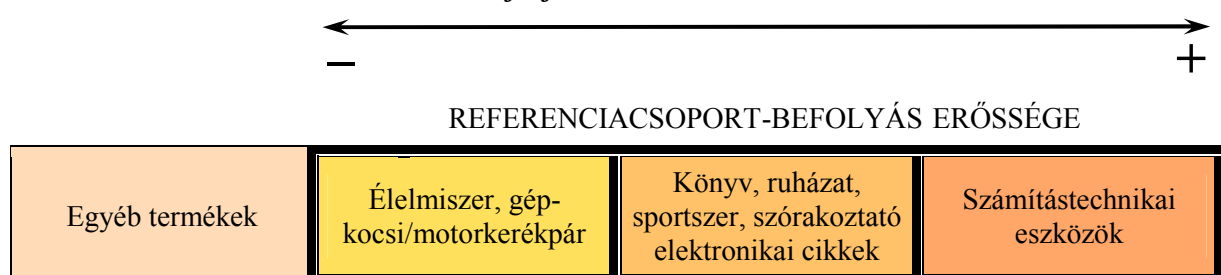 −
+
REFERENCIACSOPORT-BEFOLYÁS ERŐSSÉGE
Egyéb termékek
Élelmiszer, gép-
kocsi/motorkerékpár
Könyv, ruházat,
sportszer, szórakoztató
elektronikai cikkek
Számítástechnikai
eszközök